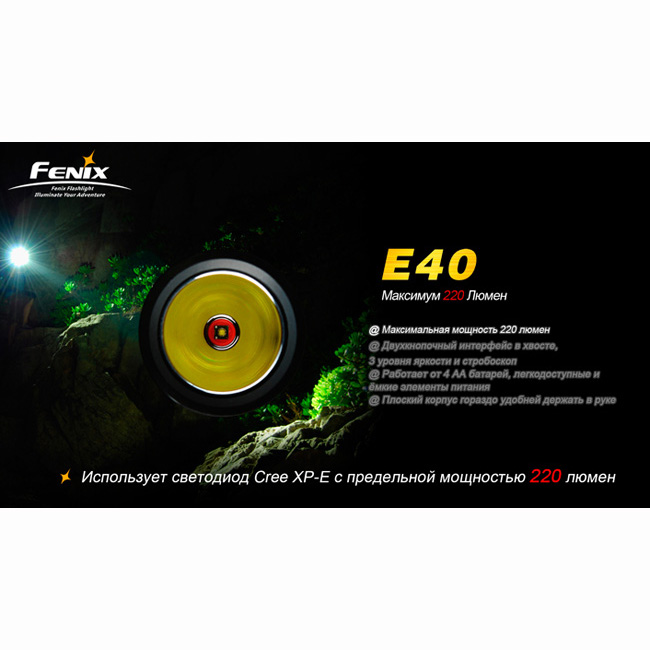 FENIX
Fenix Flashlight
Illuminate Your Adventure
E40
Максимум 220 Люмен
@ Максимальная мощность 220 люмен
@ Двухкнопочный интерфейс в хвосте,
3 уровня яркости и стробоскоп
@ Работает от 4 АА батарей, легкодоступные и
ёмкие элементы питания
@ Плоский корпус гораздо удобней держать в руке
Использует светодиод Cree XP-E с предельной мощностью 220 люмен